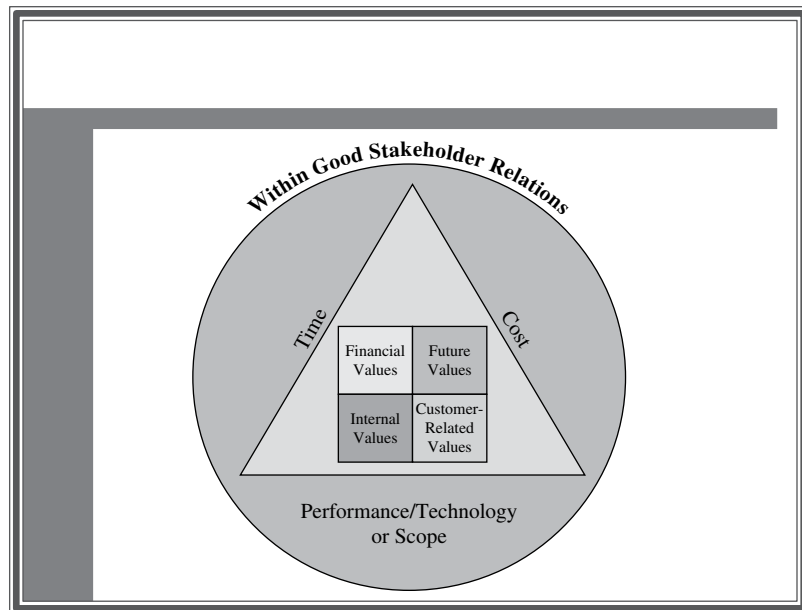 Within Good Stakeholder Relations
Time
Cost
Financial
Values
Future
Values
Internal
Values
Customer-
Related
Values
Performance/Technology
or Scope